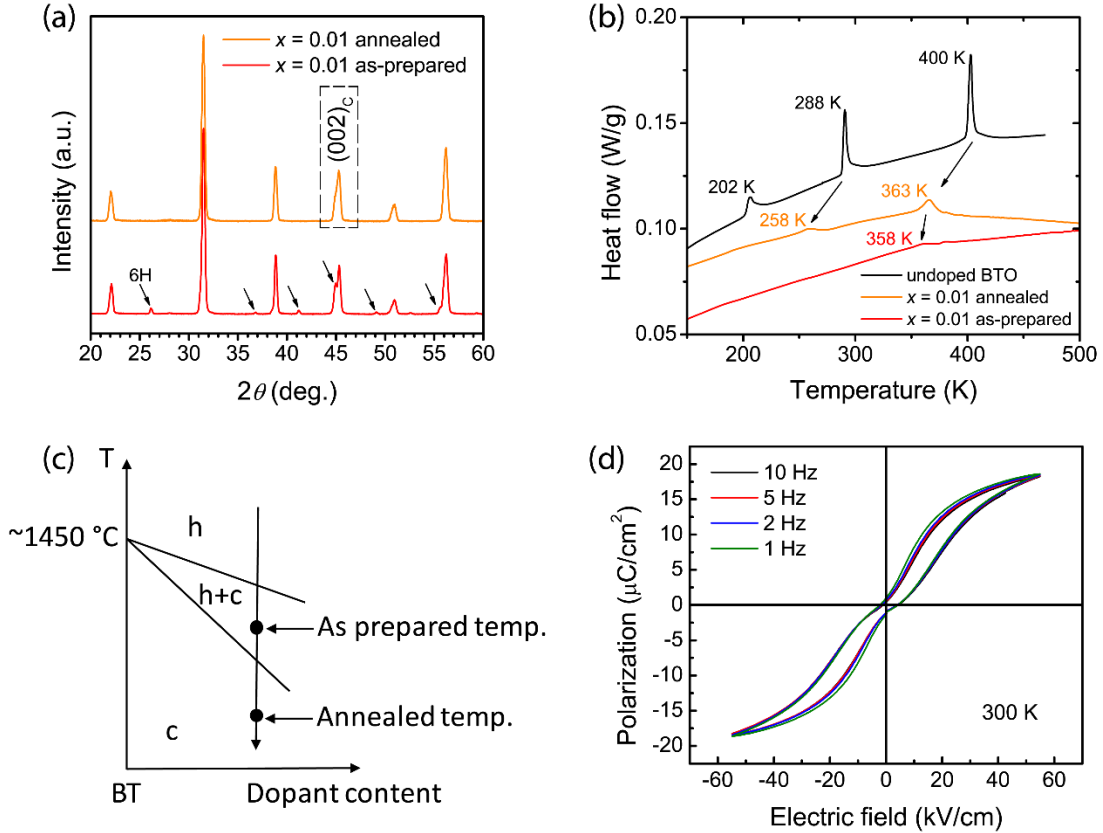 (a)
x = 0.01 annealed
x = 0.01 as-prepared
(002)C
6H
Intensity (a.u.)
20 25 30 35 40 45 50 55 60
2θ (deg.)
(b)
0.20
0.15
0.10
0.05
Heat flow (W/g)
400 K
288 K
202 K
363 K
258 K
358 K
undoped BTO
x = 0.01 annealed
x = 0.01 as-prepared
200 300 400 500
Temperature (K)
(c)
T
~1450 °C
h
h+c
As prepared temp.
Annealed temp.
c
BT
Dopant content
(d)
20
15
10
5
0
-5
-10
-15
-20
Polarization (μC/cm²)
10 Hz
5 Hz
2 Hz
1 Hz
300 K
-60 -40 -20 0 20 40 60
Electric field (kV/cm)